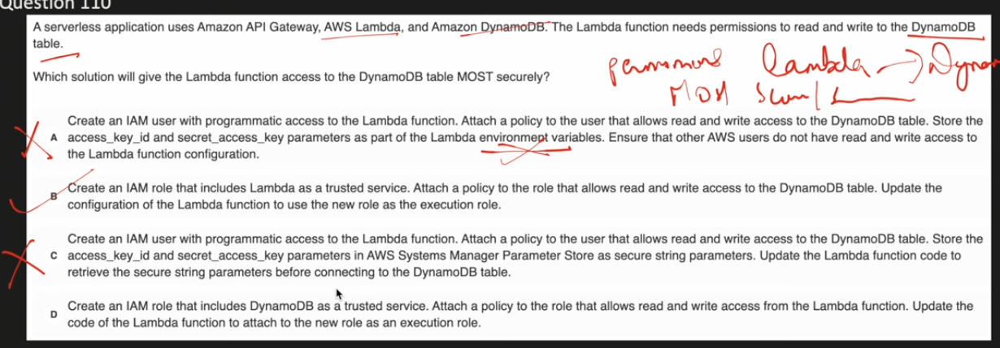 Question 110
A serverless application uses Amazon API Gateway, AWS Lambda, and Amazon DynamoDB. The Lambda function needs permissions to read and write to the DynamoDB
table.
Which solution will give the Lambda function access to the DynamoDB table MOST securely?
Lambda → Dynam
MOST
A Create an IAM user with programmatic access to the Lambda function. Attach a policy to the user that allows read and write access to the DynamoDB table. Store the
access_key_id and secret_access_key parameters as part of the Lambda environment variables. Ensure that other AWS users do not have read and write access to
the Lambda function configuration.
B Create an IAM role that includes Lambda as a trusted service. Attach a policy to the role that allows read and write access to the DynamoDB table. Update the
configuration of the Lambda function to use the new role as the execution role.
C Create an IAM user with programmatic access to the Lambda function. Attach a policy to the user that allows read and write access to the DynamoDB table. Store the
access_key_id and secret_access_key parameters in AWS Systems Manager Parameter Store as secure string parameters. Update the Lambda function code to
retrieve the secure string parameters before connecting to the DynamoDB table.
D Create an IAM role that includes DynamoDB as a trusted service. Attach a policy to the role that allows read and write access from the Lambda function. Update the
code of the Lambda function to attach to the new role as an execution role.